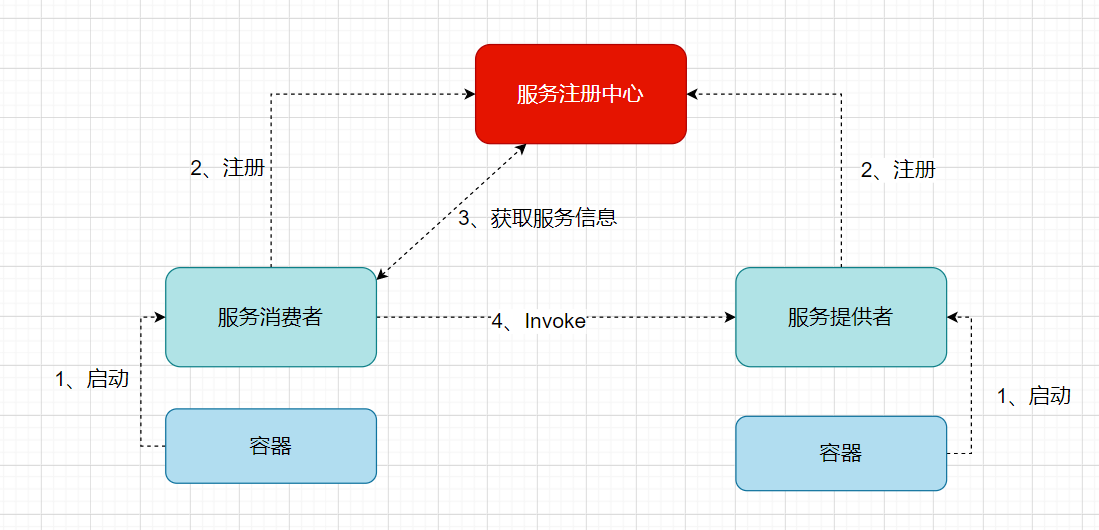 服务注册中心
2、注册
2、注册
3、获取服务信息
服务消费者
4、Invoke
服务提供者
1、启动
1、启动
容器
容器